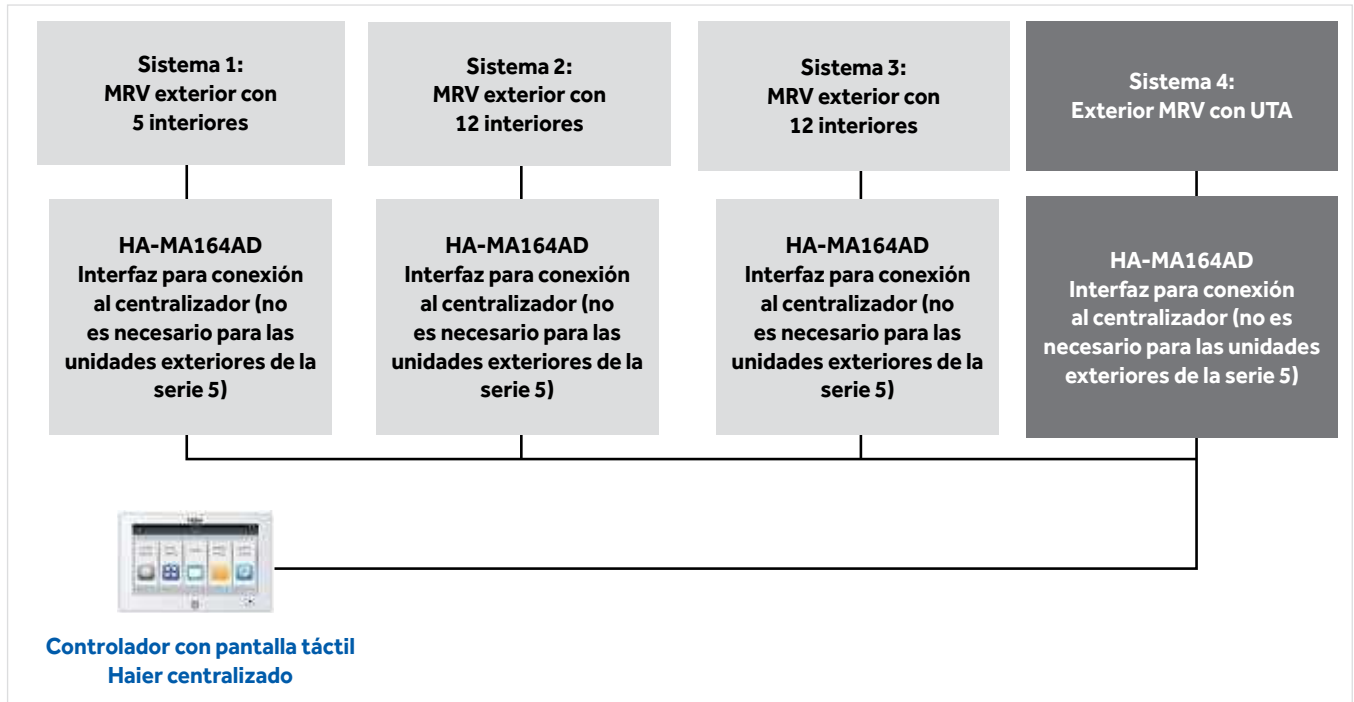 Sistema 1:
MRV exterior con
5 interiores
Sistema 2:
MRV exterior con
12 interiores
Sistema 3:
MRV exterior con
12 interiores
Sistema 4:
Exterior MRV con UTA
HA-MA164AD
Interfaz para conexión
al centralizador (no
es necesario para las
unidades exteriores de la
serie 5)
HA-MA164AD
Interfaz para conexión
al centralizador (no
es necesario para las
unidades exteriores de la
serie 5)
HA-MA164AD
Interfaz para conexión
al centralizador (no
es necesario para las
unidades exteriores de la
serie 5)
HA-MA164AD
Interfaz para conexión
al centralizador (no es
necesario para las unidades
exteriores de la serie 5)
Controlador con pantalla táctil
Haier centralizado